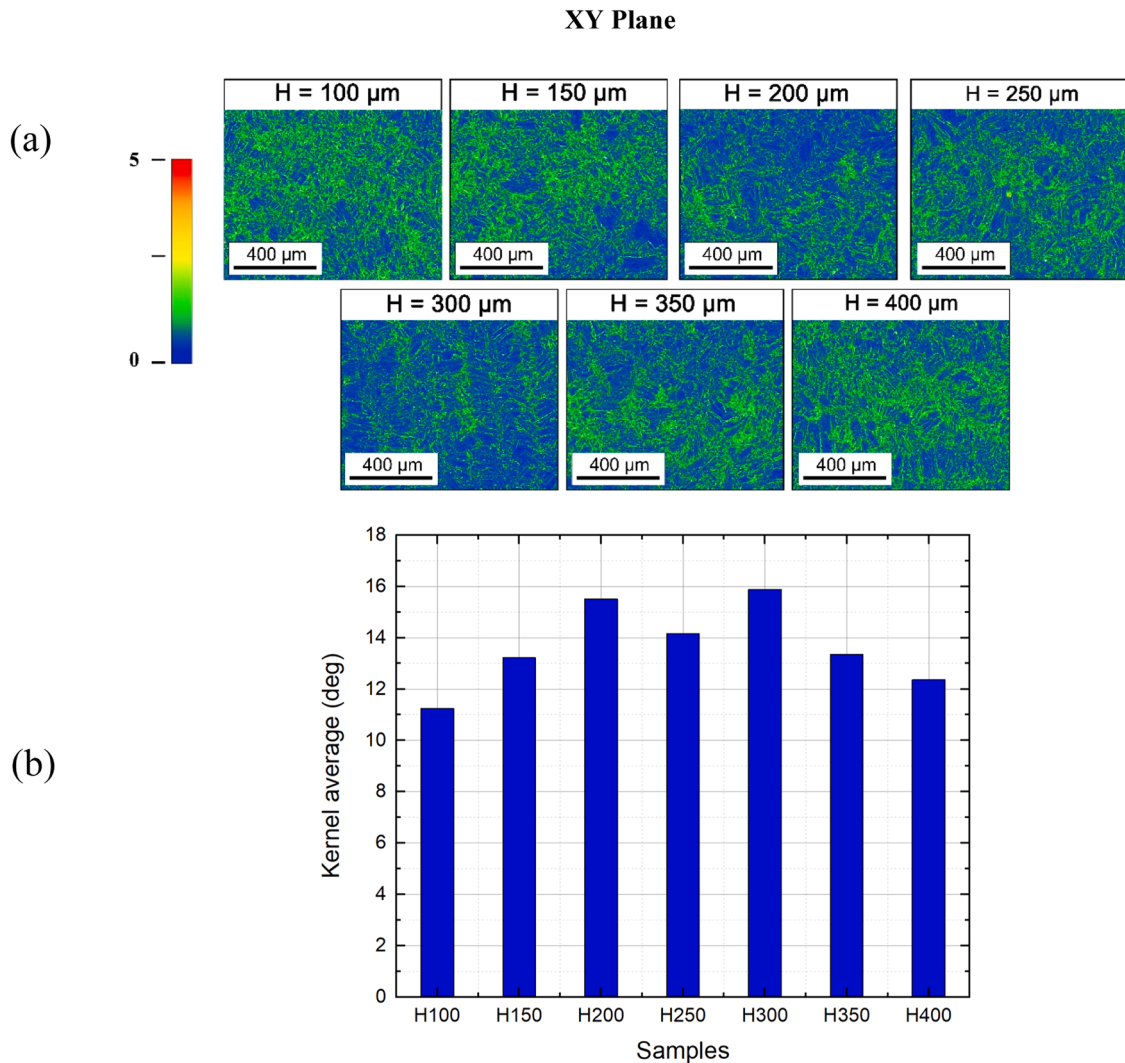 XY Plane
(a)
5
0
H = 100 µm
H = 150 µm
H = 200 µm
H = 250 µm
400 µm
400 µm
400 µm
400 µm
H = 300 µm
H = 350 µm
H = 400 µm
400 µm
400 µm
400 µm
(b)
Kernel average (deg)
18
16
14
12
10
8
6
4
2
0
H100 H150 H200 H250 H300 H350 H400
Samples